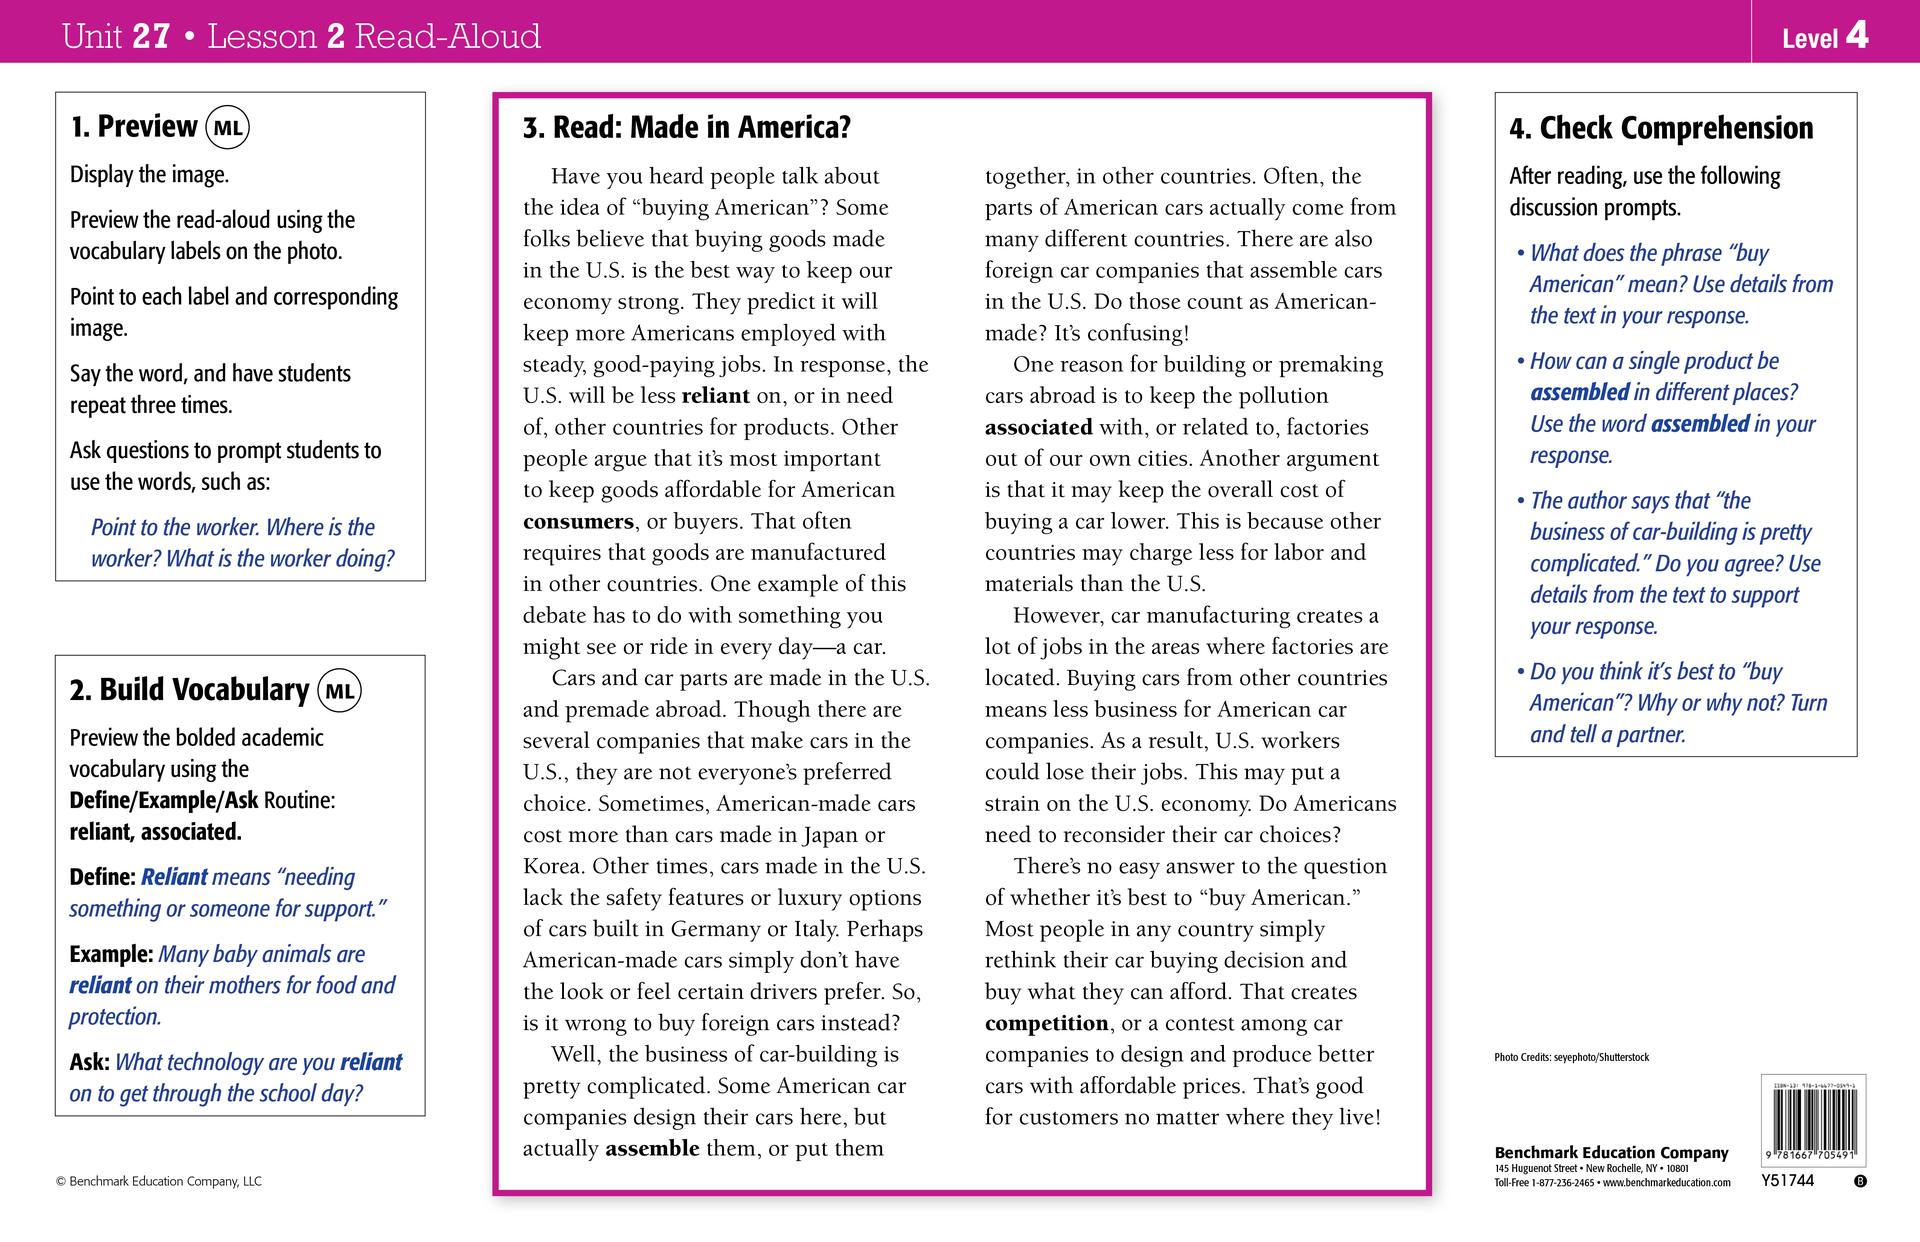 Unit 27 • Lesson 2 Read-Aloud
Level 4
1. Preview ML
Display the image.
Preview the read-aloud using the
vocabulary labels on the photo.
Point to each label and corresponding
image.
Say the word, and have students
repeat three times.
Ask questions to prompt students to
use the words, such as:
Point to the worker. Where is the
worker? What is the worker doing?
2. Build Vocabulary ML
Preview the bolded academic
vocabulary using the
Define/Example/Ask Routine:
reliant, associated.
Define: Reliant means “needing
something or someone for support.”
Example: Many baby animals are
reliant on their mothers for food and
protection.
Ask: What technology are you reliant
on to get through the school day?
© Benchmark Education Company, LLC
3. Read: Made in America?
Have you heard people talk about
the idea of “buying American”? Some
folks believe that buying goods made
in the U.S. is the best way to keep our
economy strong. They predict it will
keep more Americans employed with
steady, good-paying jobs. In response, the
U.S. will be less reliant on, or in need
of, other countries for products. Other
people argue that it’s most important
to keep goods affordable for American
consumers, or buyers. That often
requires that goods are manufactured
in other countries. One example of this
debate has to do with something you
might see or ride in every day—a car.
Cars and car parts are made in the U.S.
and premade abroad. Though there are
several companies that make cars in the
U.S., they are not everyone’s preferred
choice. Sometimes, American-made cars
cost more than cars made in Japan or
Korea. Other times, cars made in the U.S.
lack the safety features or luxury options
of cars built in Germany or Italy. Perhaps
American-made cars simply don’t have
the look or feel certain drivers prefer. So,
is it wrong to buy foreign cars instead?
Well, the business of car-building is
pretty complicated. Some American car
companies design their cars here, but
actually assemble them, or put them
together, in other countries. Often, the
parts of American cars actually come from
many different countries. There are also
foreign car companies that assemble cars
in the U.S. Do those count as American-
made? It’s confusing!
One reason for building or premaking
cars abroad is to keep the pollution
associated with, or related to, factories
out of our own cities. Another argument
is that it may keep the overall cost of
buying a car lower. This is because other
countries may charge less for labor and
materials than the U.S.
However, car manufacturing creates a
lot of jobs in the areas where factories are
located. Buying cars from other countries
means less business for American car
companies. As a result, U.S. workers
could lose their jobs. This may put a
strain on the U.S. economy. Do Americans
need to reconsider their car choices?
There’s no easy answer to the question
of whether it’s best to “buy American.”
Most people in any country simply
rethink their car buying decision and
buy what they can afford. That creates
competition, or a contest among car
companies to design and produce better
cars with affordable prices. That’s good
for customers no matter where they live!
4. Check Comprehension
After reading, use the following
discussion prompts.
• What does the phrase “buy
American” mean? Use details from
the text in your response.
• How can a single product be
assembled in different places?
Use the word assembled in your
response.
• The author says that “the
business of car-building is pretty
complicated.” Do you agree? Use
details from the text to support
your response.
• Do you think it’s best to “buy
American”? Why or why not? Turn
and tell a partner.
Photo Credits: seyephoto/Shutterstock
Benchmark Education Company
145 Huguenot Street • New Rochelle, NY • 10801
Toll-Free 1-877-236-2465 • www.benchmarkeducation.com
ISBN-13: 978-1-6677-0549-1
9 781667 705491
Y51744
B